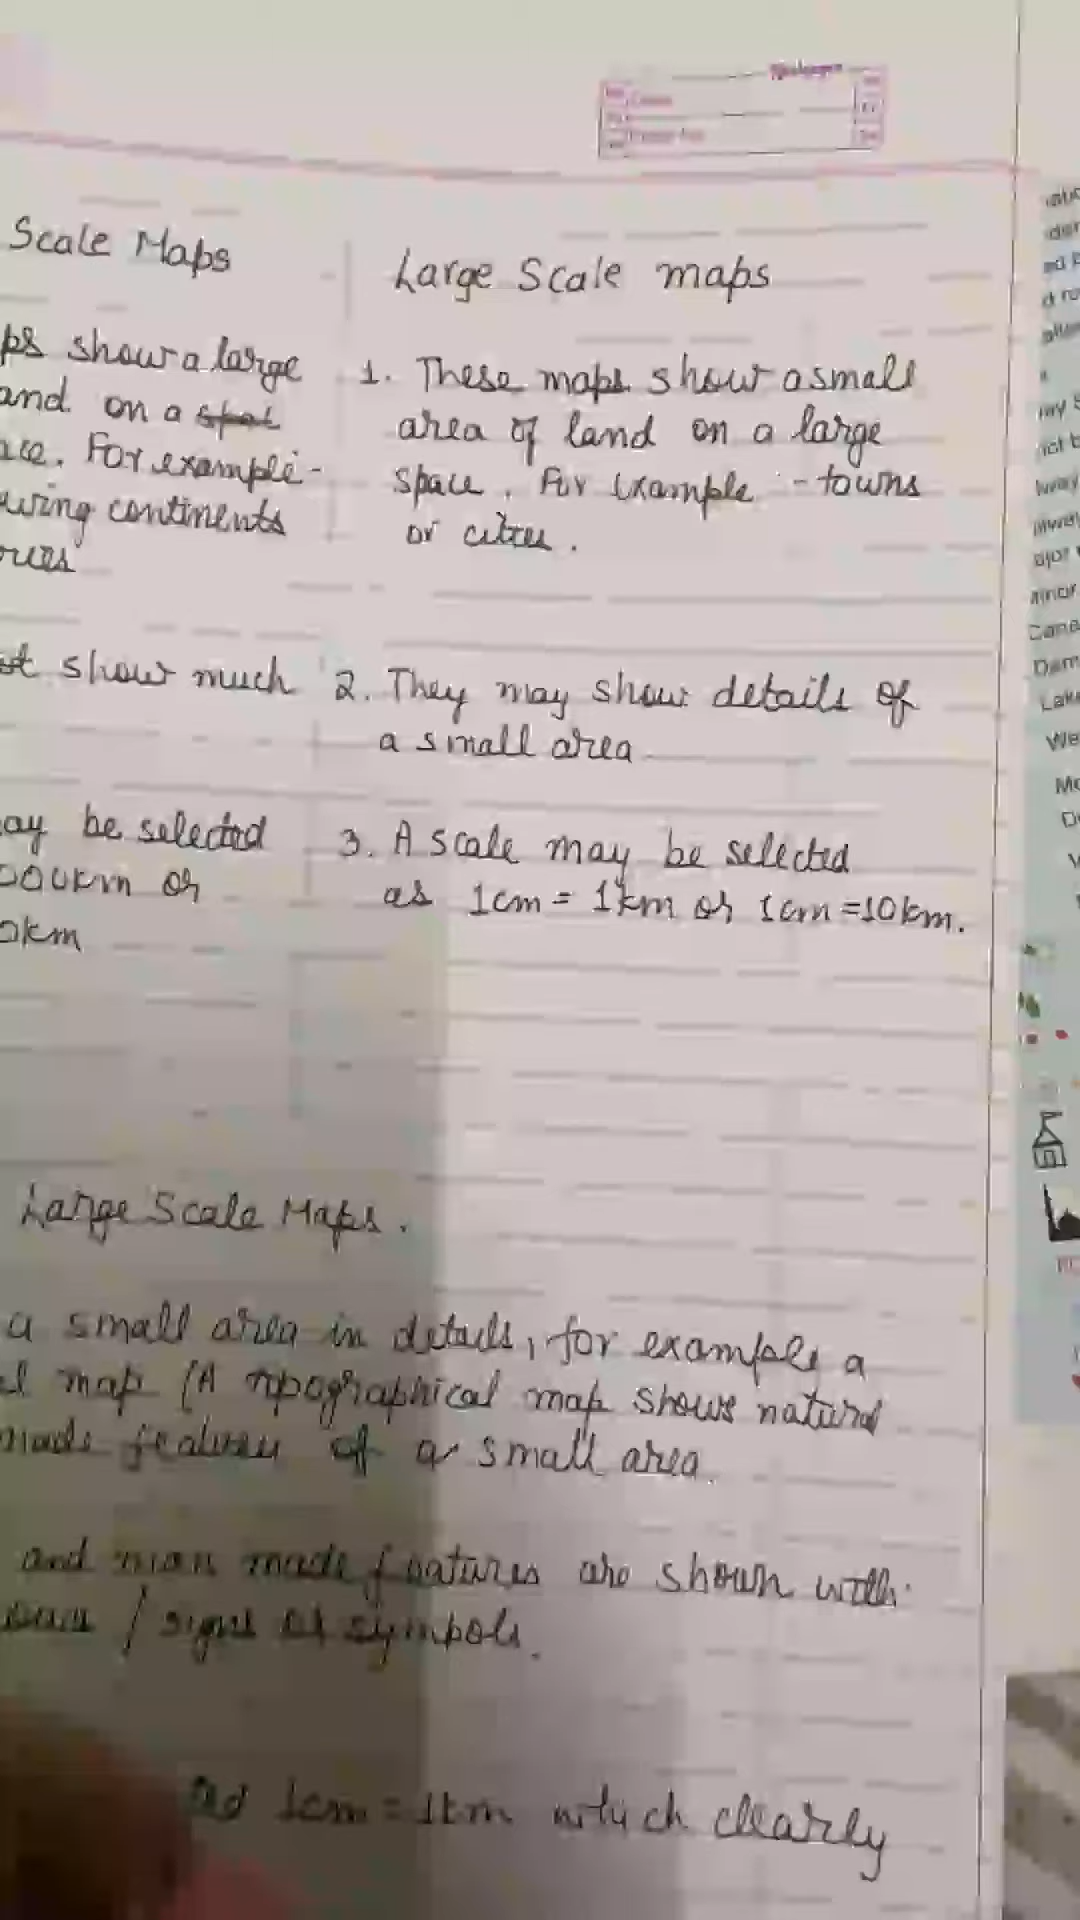 Scale Maps
Large Scale maps
ps show a large
and on a
ace. For example:-
wing continents
ries
1. These maps show a small
area of land on a large
space. For example :- towns
or cities.
show much
2. They may show details of
a small area
ay be selected
00km or
0km
3. A scale may be selected
as 1cm = 1km or 1cm = 10km.
Large Scale Maps.
a small area in details, for example, a
al map (A topographical map shows natural
made features of a small area.
and man made features are shown with
/ signs or symbols.
1cm = 1km which clearly